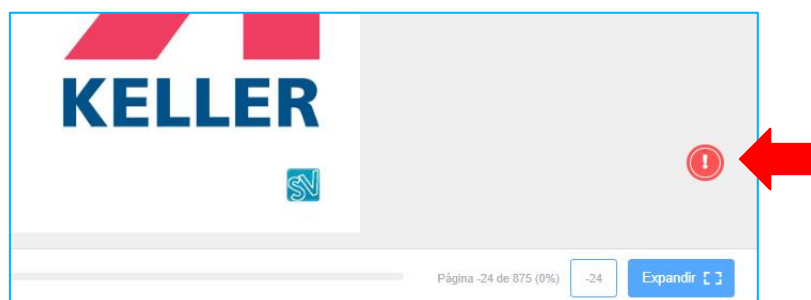 KELLER
SV
!
Página -24 de 875 (0%)
-24
Expandir